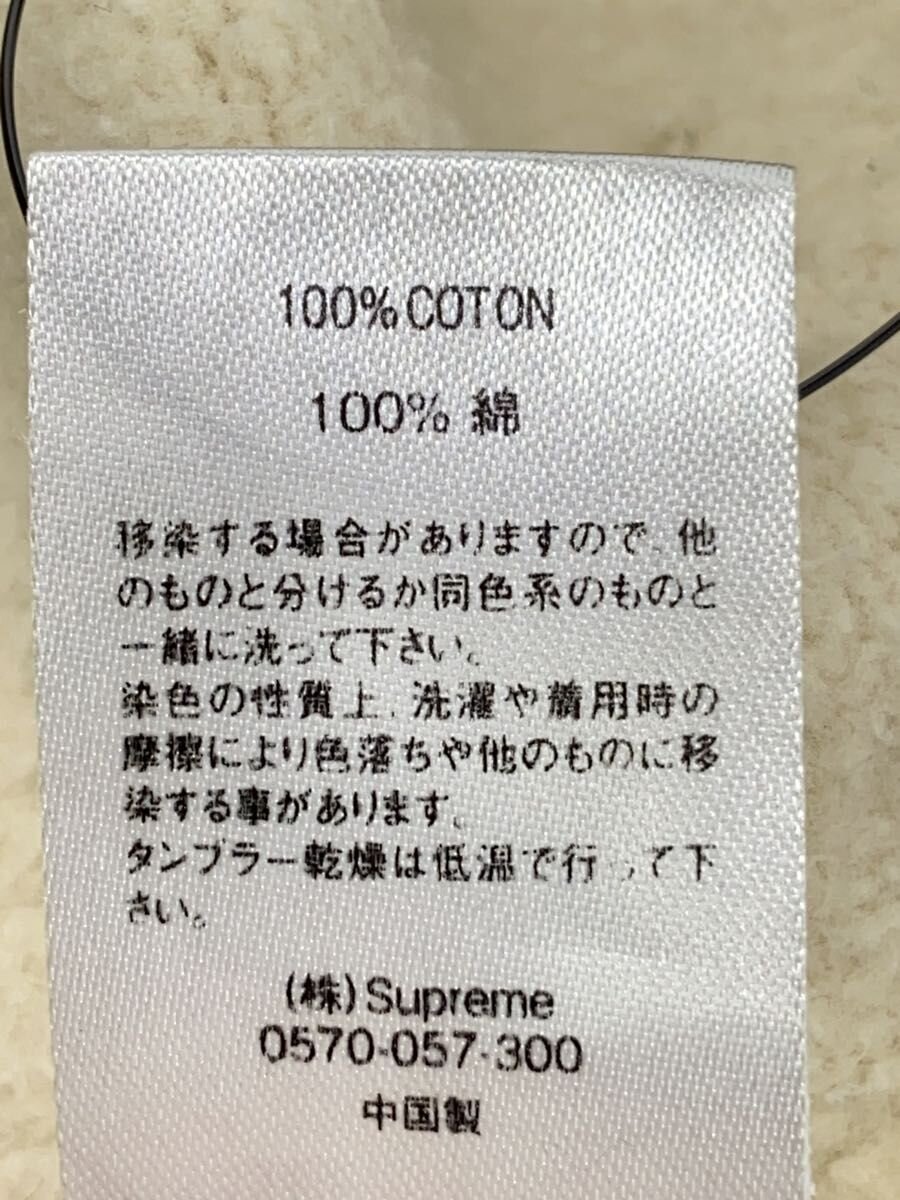 100% COTON
100% 綿
移染する場合がありますので、他
のものと分けるか同色系のものと
一緒に洗って下さい。
染色の性質上、洗濯や着用時の
摩擦により色落ちや他のものに移
染する事があります。
タンブラー乾燥は低温で行って下
さい。
(株) Supreme
0570-057-300
中国製